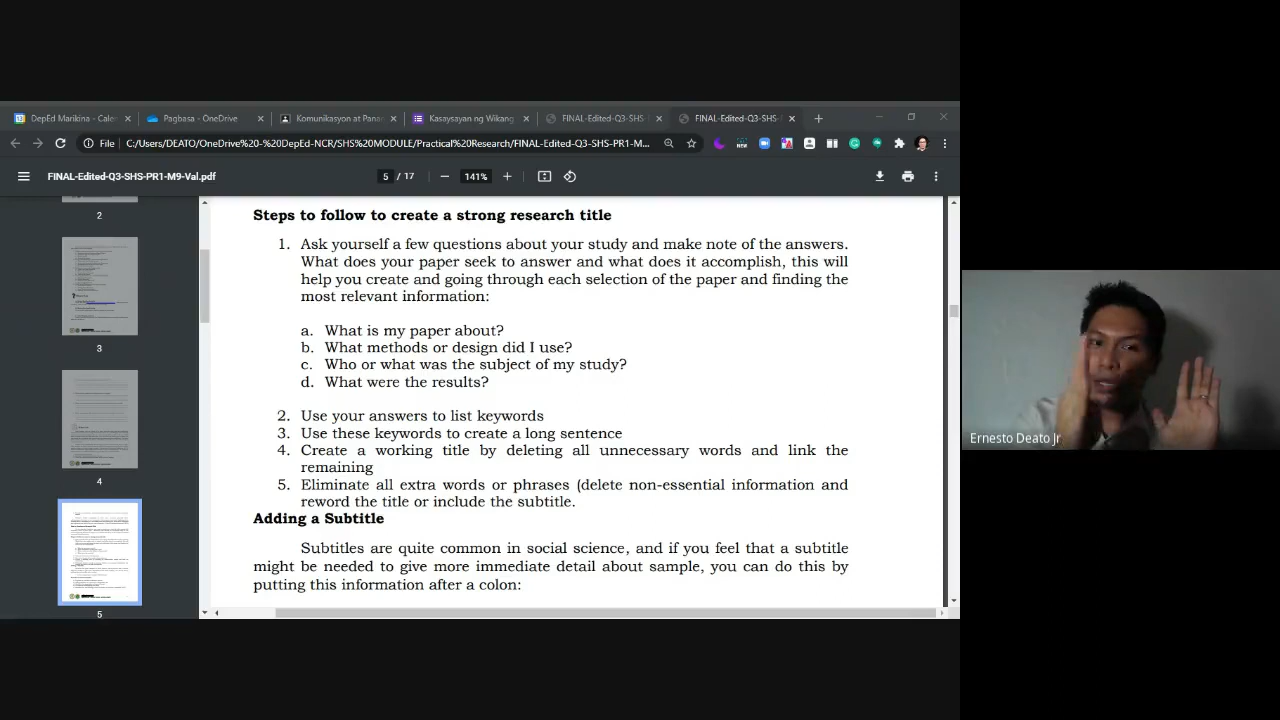 DepEd Marikina - Cale
Pagbasa - OneDrive
Komunikasyon at Panan
Kasaysayan ng Wikang
FINAL-Edited-Q3-SHS-
FINAL-Edited-Q3-SHS-
File
C:/Users/DEATO/OneDrive%20-%20DepEd-NCR/SHS%20MODULE/Practical%20Research/FINAL-Edited-Q3-SHS-PR1-M...
NEW
FINAL-Edited-Q3-SHS-PR1-M9-Val.pdf
5 / 17
141%
2
3
4
5
Steps to follow to create a strong research title
1. Ask yourself a few questions about your study and make note of the answers.
What does your paper seek to answer and what does it accomplish, this will
help you create and going through each selection of the paper and finding the
most relevant information:
a. What is my paper about?
b. What methods or design did I use?
c. Who or what was the subject of my study?
d. What were the results?
2. Use your answers to list keywords
3. Use these keywords to create a long sentence
4. Create a working title by deleting all unnecessary words and link the
remaining
5. Eliminate all extra words or phrases (delete non-essential information and
reword the title or include the subtitle.
Adding a Subtitle
Subtitles are quite common in social science, and if you feel that a subtitle
might be needed to give more immense detail about sample, you can do this by
putting this information after a colon:
Ernesto Deato Jr